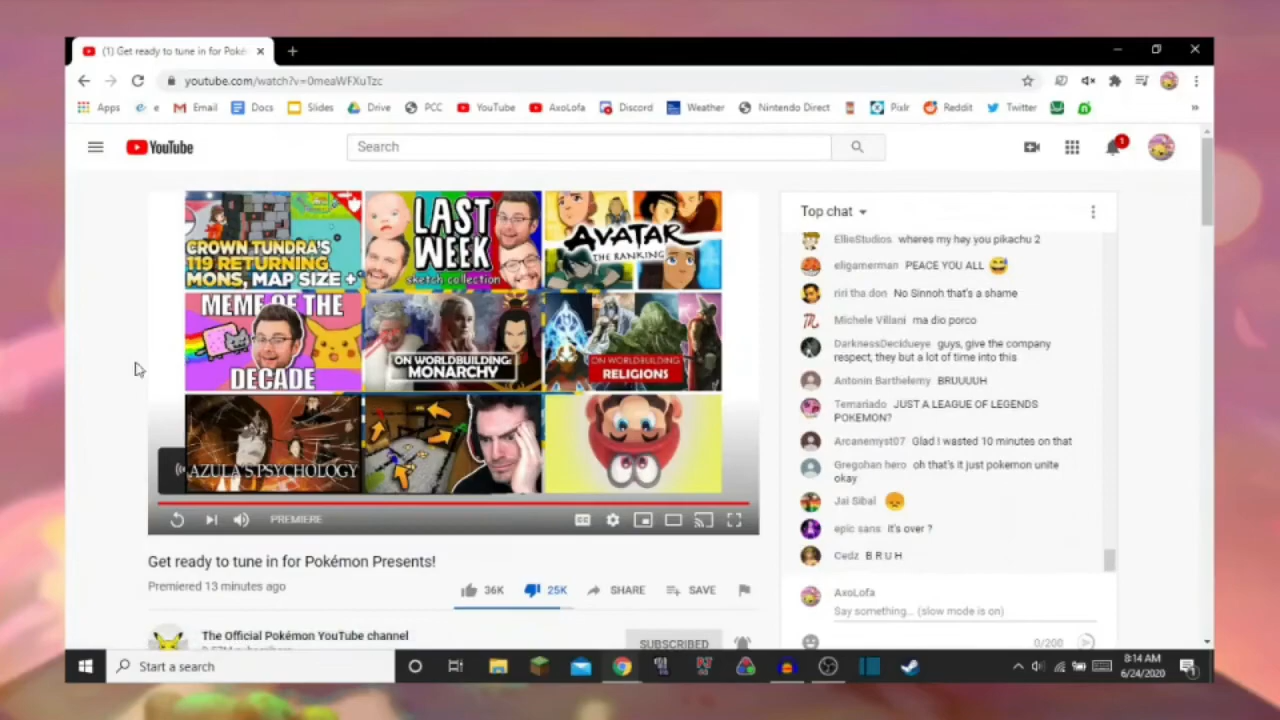 (1) Get ready to tune in for Poké
youtube.com/watch?v=0meaWFXuTzc
Apps e Email Docs Slides Drive PCC YouTube AxoLofa Discord Weather Nintendo Direct Pixlr Reddit Twitter
YouTube
Search
1
CROWN TUNDRA'S
119 RETURNING
MONS, MAP SIZE +
LAST
WEEK
sketch collection
AVATAR
THE RANKING
MEME OF THE
DECADE
ON WORLDBUILDING:
MONARCHY
ON WORLDBUILDING
RELIGIONS
AZULA'S PSYCHOLOGY
PREMIERE
Get ready to tune in for Pokémon Presents!
Premiered 13 minutes ago
36K 25K SHARE SAVE
The Official Pokémon YouTube channel
SUBSCRIBED
Top chat
EllieStudios wheres my hey you pikachu 2
eligamerman PEACE YOU ALL
riri tha don No Sinnoh that's a shame
Michele Villani ma dio porco
DarknessDecidueye guys, give the company
respect, they but a lot of time into this
Antonin Barthelemy BRUUUUH
Temariado JUST A LEAGUE OF LEGENDS
POKEMON?
Arcanemyst07 Glad I wasted 10 minutes on that
Gregohan hero oh that's it just pokemon unite
okay
Jai Sibal
epic sans It's over ?
Cedz B R U H
AxoLofa
Say something... (slow mode is on)
0/200
Start a search
8:14 AM
6/24/2020